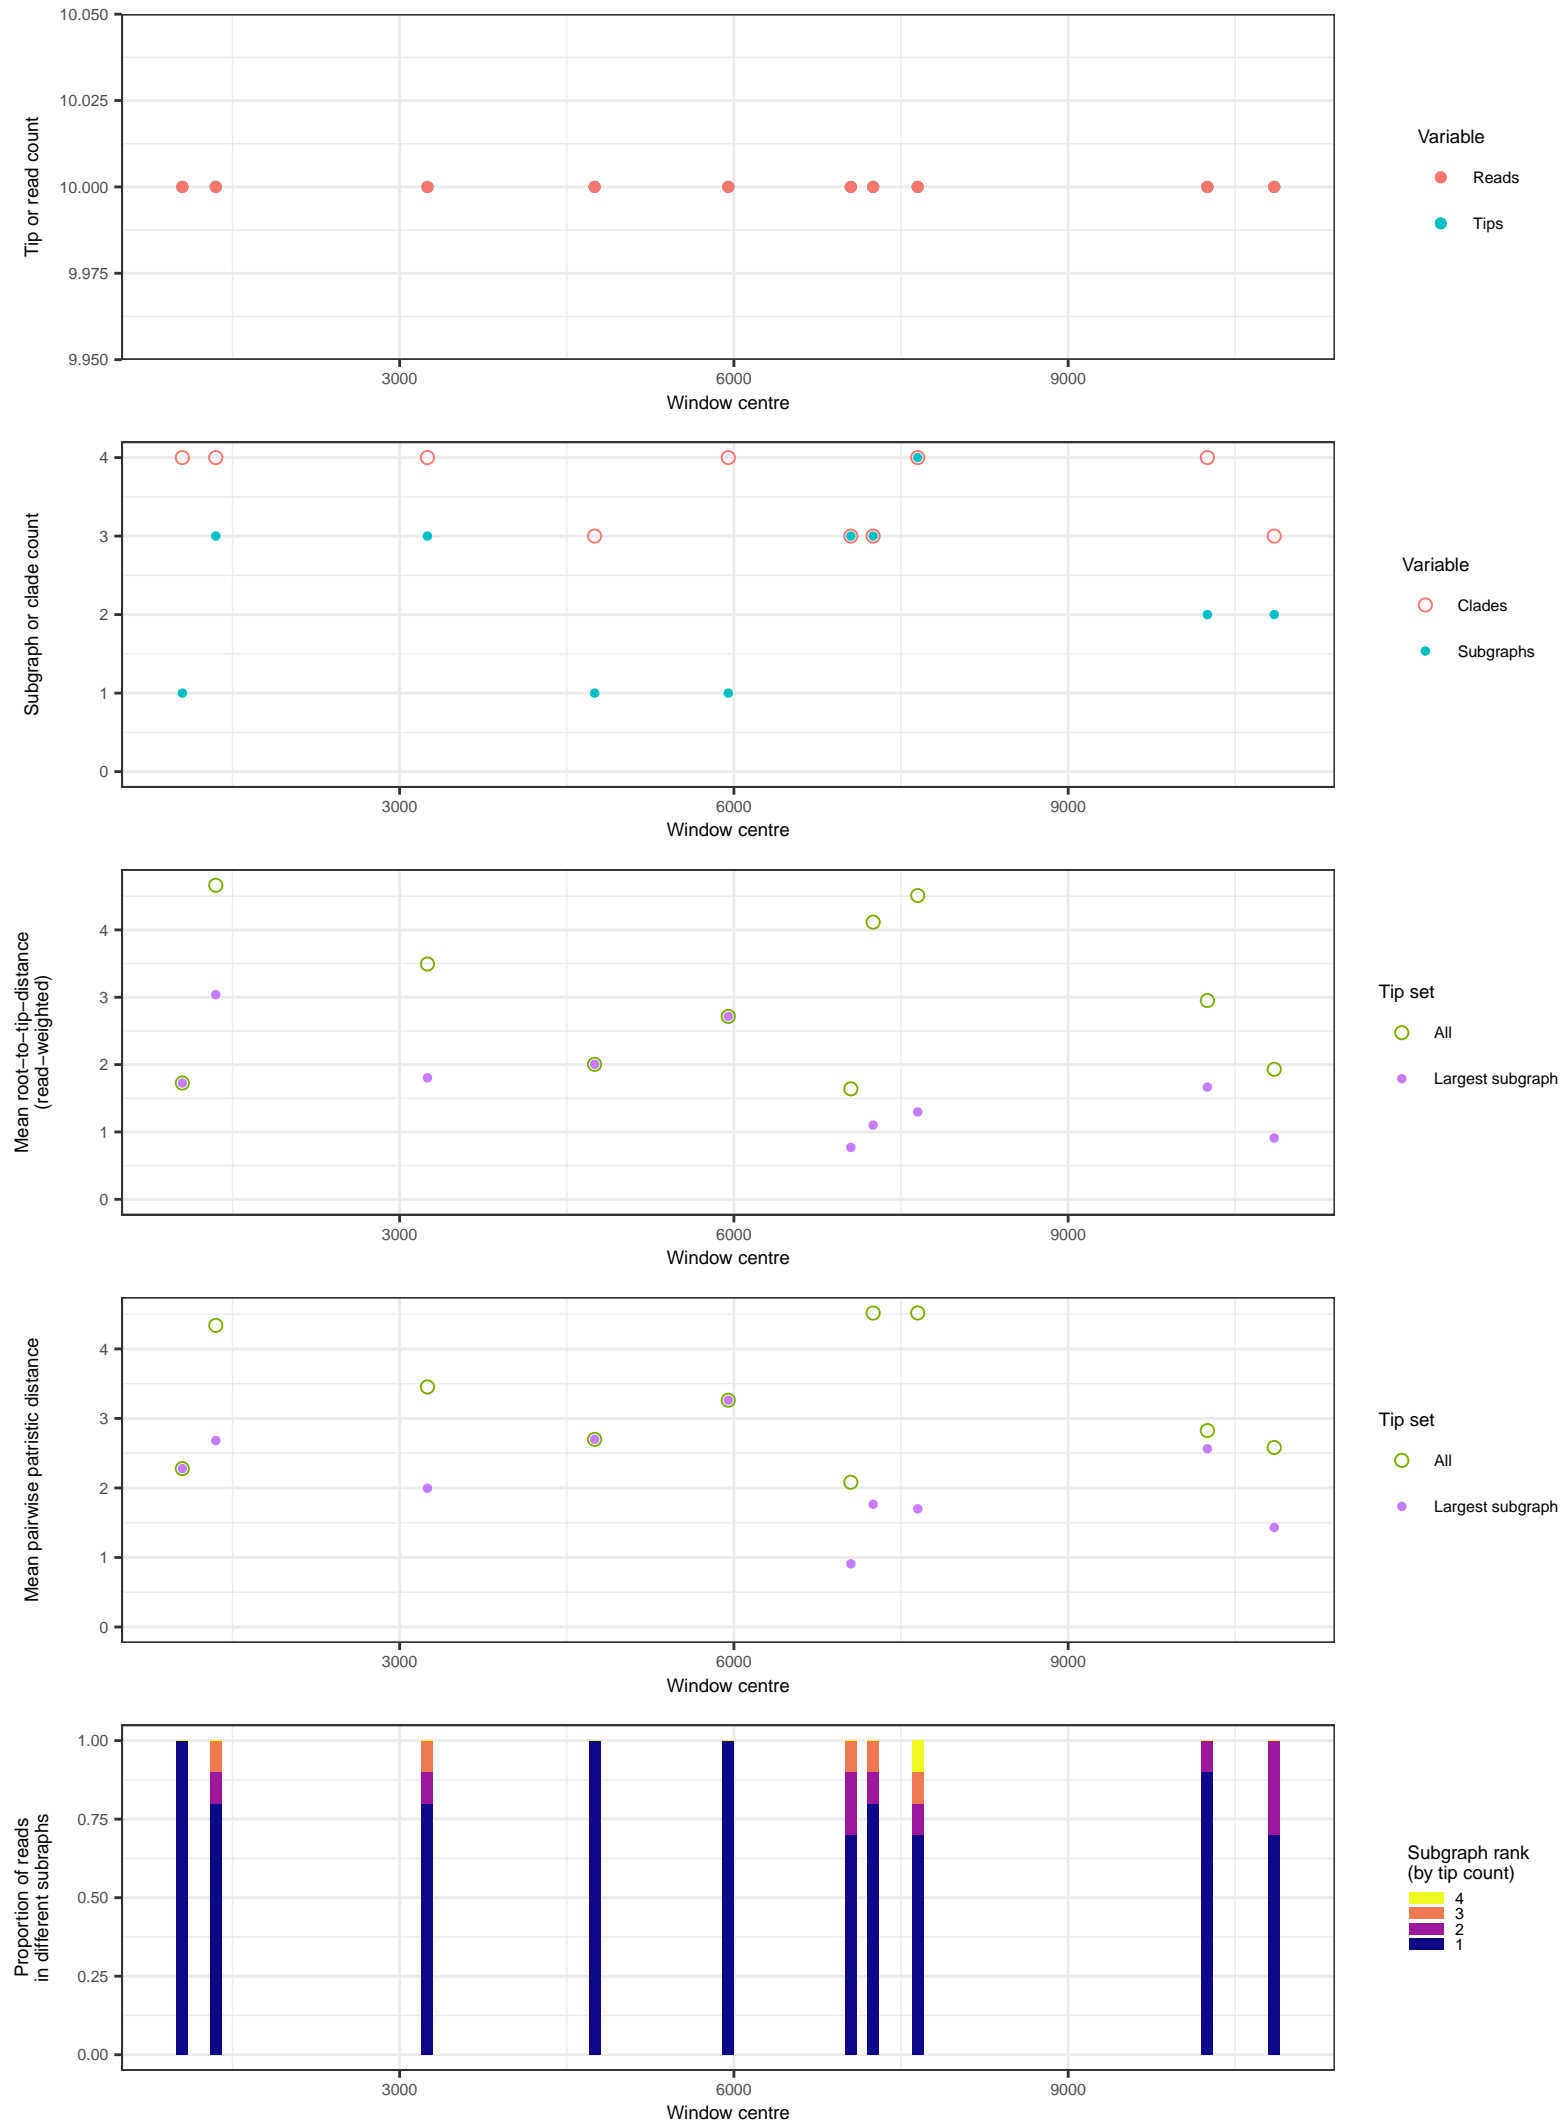 10.050
10.025
10.000
9.975
9.950
Tip or read count
3000 6000 9000
Window centre
Variable
Reads
Tips
4
3
2
1
0
Subgraph or clade count
3000 6000 9000
Window centre
Variable
Clades
Subgraphs
4
3
2
1
0
Mean root−to−tip−distance
(read−weighted)
3000 6000 9000
Window centre
Tip set
All
Largest subgraph
4
3
2
1
0
Mean pairwise patristic distance
3000 6000 9000
Window centre
Tip set
All
Largest subgraph
1.00
0.75
0.50
0.25
0.00
Proportion of reads
in different subraphs
3000 6000 9000
Window centre
Subgraph rank
(by tip count)
4
3
2
1